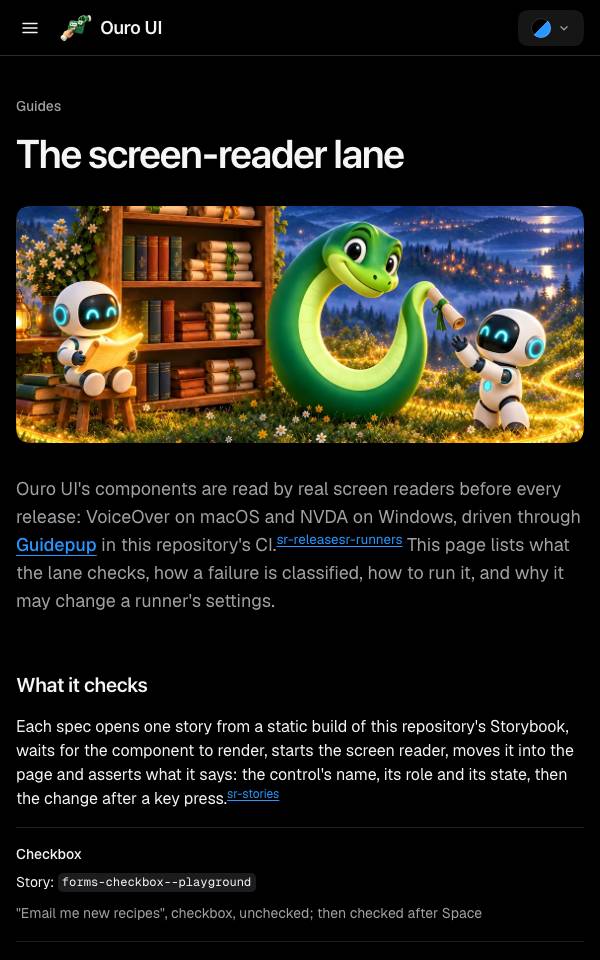 Ouro UI
Guides
The screen-reader lane
Ouro UI's components are read by real screen readers before every
release: VoiceOver on macOS and NVDA on Windows, driven through
Guidepup in this repository's CI.sr-releasesr-runners This page lists what
the lane checks, how a failure is classified, how to run it, and why it
may change a runner's settings.
What it checks
Each spec opens one story from a static build of this repository's Storybook,
waits for the component to render, starts the screen reader, moves it into the
page and asserts what it says: the control's name, its role and its state, then
the change after a key press.sr-stories
Checkbox
Story: forms-checkbox--playground
"Email me new recipes", checkbox, unchecked; then checked after Space